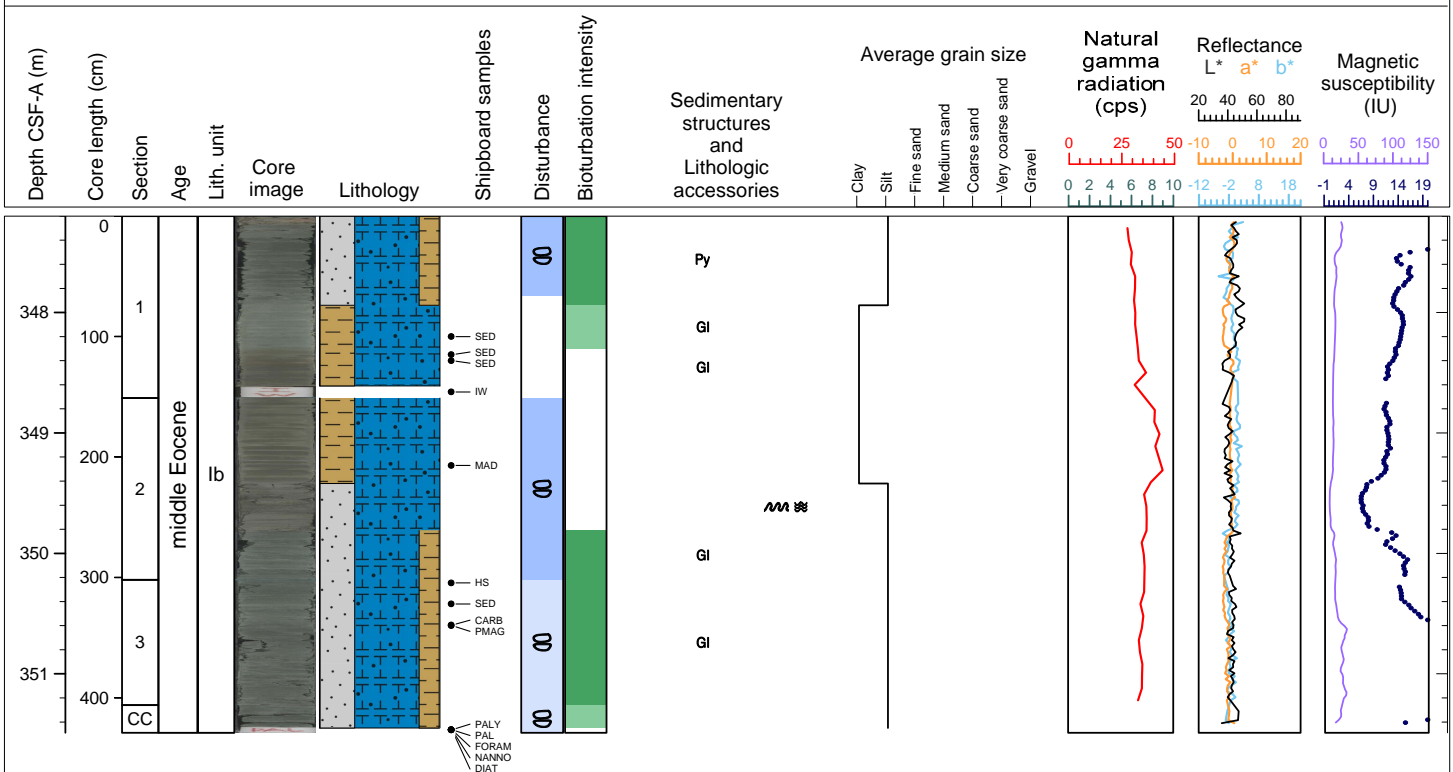 Depth CSF-A (m)
Core length (cm)
Section
Age
Lith. unit
Core
image
Lithology
Shipboard samples
Disturbance
Bioturbation intensity
Sedimentary
structures
and
Lithologic
accessories
Average grain size
Clay
Silt
Fine sand
Medium sand
Coarse sand
Very coarse sand
Gravel
Natural
gamma
radiation
(cps)
0 25 50
0 2 4 6 8 10
Reflectance
L* a* b*
20 40 60 80
-10 0 10 20
-12 -2 8 18
Magnetic
susceptibility
(IU)
0 50 100 150
-1 4 9 14 19
348
349
350
351
0
100
200
300
400
1
2
3
CC
middle Eocene
Ib
SED
SED
SED
IW
MAD
HS
SED
CARB
PMAG
PALY
PAL
FORAM
NANNO
DIAT
Py
Gl
Gl
Gl
Gl